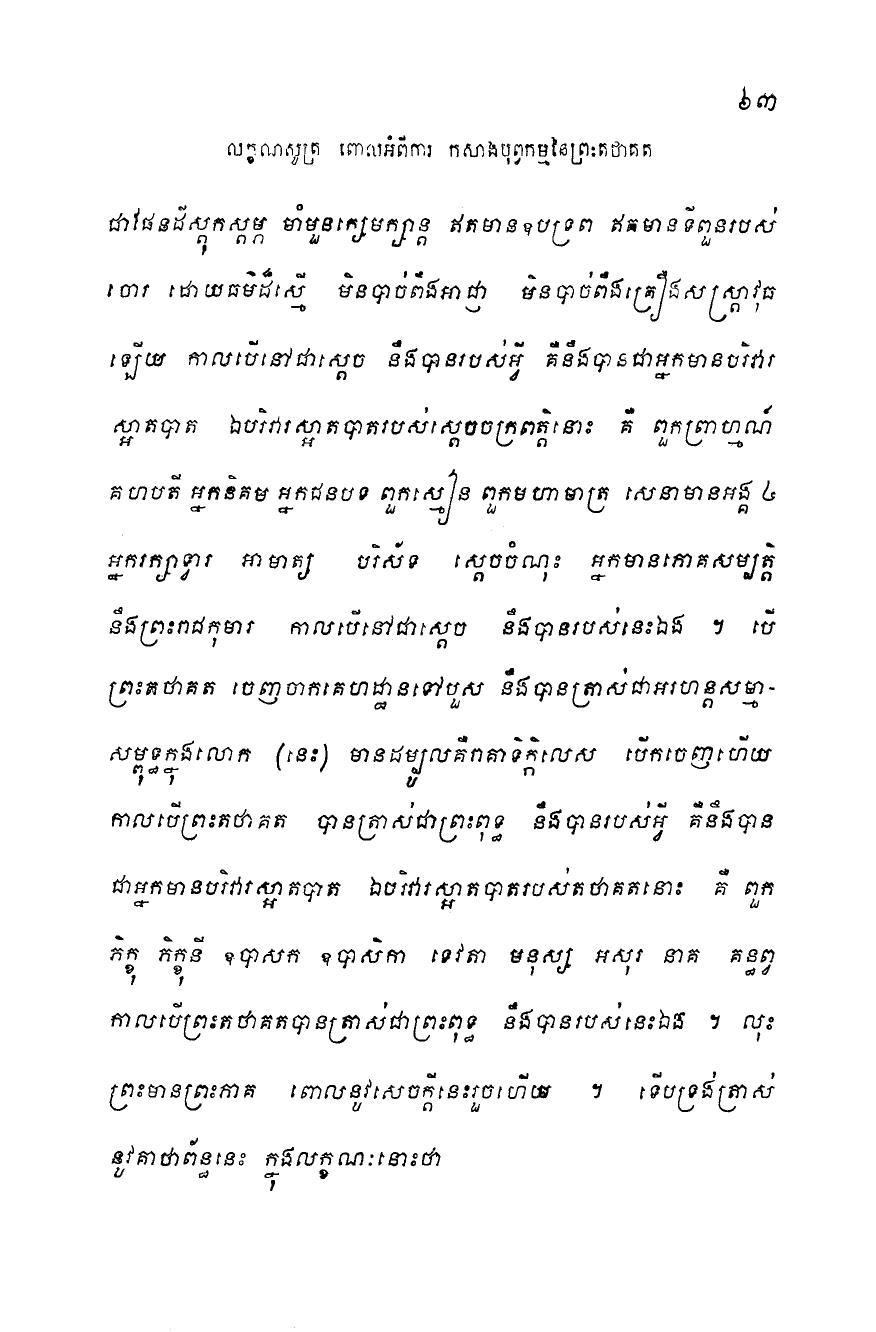 ៦៣
លក្ខណសូត្រ ពោលអំពីការ កសាងបុព្វកម្មនៃព្រះតថាគត
ជាផែនដីស្តុកស្តម្ភ មាំមួនក្សេមក្សាន្ត ឥតមានឧបទ្រព ឥតមានទីពួនរបស់
ចោរ ដោយធម៌ដ៏ស្មើ មិនបាច់ពឹងអាជ្ញា មិនបាច់ពឹងគ្រឿងសស្ត្រាវុធ
ឡើយ កាលបើនៅជាស្តេច នឹងបានរបស់អ្វី គឺនឹងបានជាអ្នកមានបរិវារ
ស្អាតបាត ឯបរិវារស្អាតបាតរបស់ស្តេចចក្រពត្តិនោះ គឺ ពួកព្រាហ្មណ៍
គហបតី អ្នកនិគម អ្នកជនបទ ពួកស្មៀន ពួកមហាមាត្រ សេនាមានអង្គ ៤
អ្នករក្សាទ្វារ អាមាត្យ បរិស័ទ ស្តេចចំណុះ អ្នកមានភោគសម្បត្តិ
នឹងព្រះរាជកុមារ កាលបើនៅជាស្តេច នឹងបានរបស់នេះឯង ។ បើ
ព្រះតថាគត ចេញចាកគេហដ្ឋានទៅបួស នឹងបានត្រាស់ជាអរហន្តសម្មា-
សម្ពុទ្ធក្នុងលោក (នេះ) មានដម្បូលគឺរាគាទិក្កិលេស បើកចេញហើយ
កាលបើព្រះតថាគត បានត្រាស់ជាព្រះពុទ្ធ នឹងបានរបស់អ្វី គឺនឹងបាន
ជាអ្នកមានបរិវារស្អាតបាត ឯបរិវារស្អាតបាតរបស់តថាគតនោះ គឺ ពួក
ភិក្ខុ ភិក្ខុនី ឧបាសក ឧបាសិកា ទេវតា មនុស្ស អសុរ នាគ គន្ធព្វ
កាលបើព្រះតថាគតបានត្រាស់ជាព្រះពុទ្ធ នឹងបានរបស់នេះឯង ។ លុះ
ព្រះមានព្រះភាគ ពោលនូវសេចក្តីនេះរួចហើយ ។ ទើបទ្រង់ត្រាស់
នូវគាថាព័ន្ធនេះ ក្នុងលក្ខណៈនោះថា